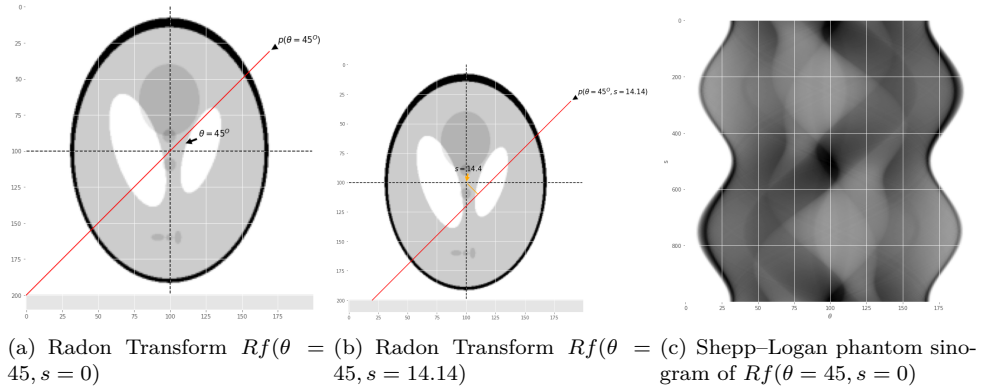 0
25
50
75
100
125
150
175
200
0 25 50 75 100 125 150 175
p(θ = 45⁰)
θ = 45⁰
0
25
50
75
100
125
150
175
200
0 25 50 75 100 125 150 175
p(θ = 45⁰, s = 14.14)
s = 14.4
0
200
400
600
800
s
0 25 50 75 100 125 150 175
θ
(a) Radon Transform Rf(θ =
45, s = 0)
(b) Radon Transform Rf(θ =
45, s = 14.14)
(c) Shepp–Logan phantom sino-
gram of Rf(θ = 45, s = 0)